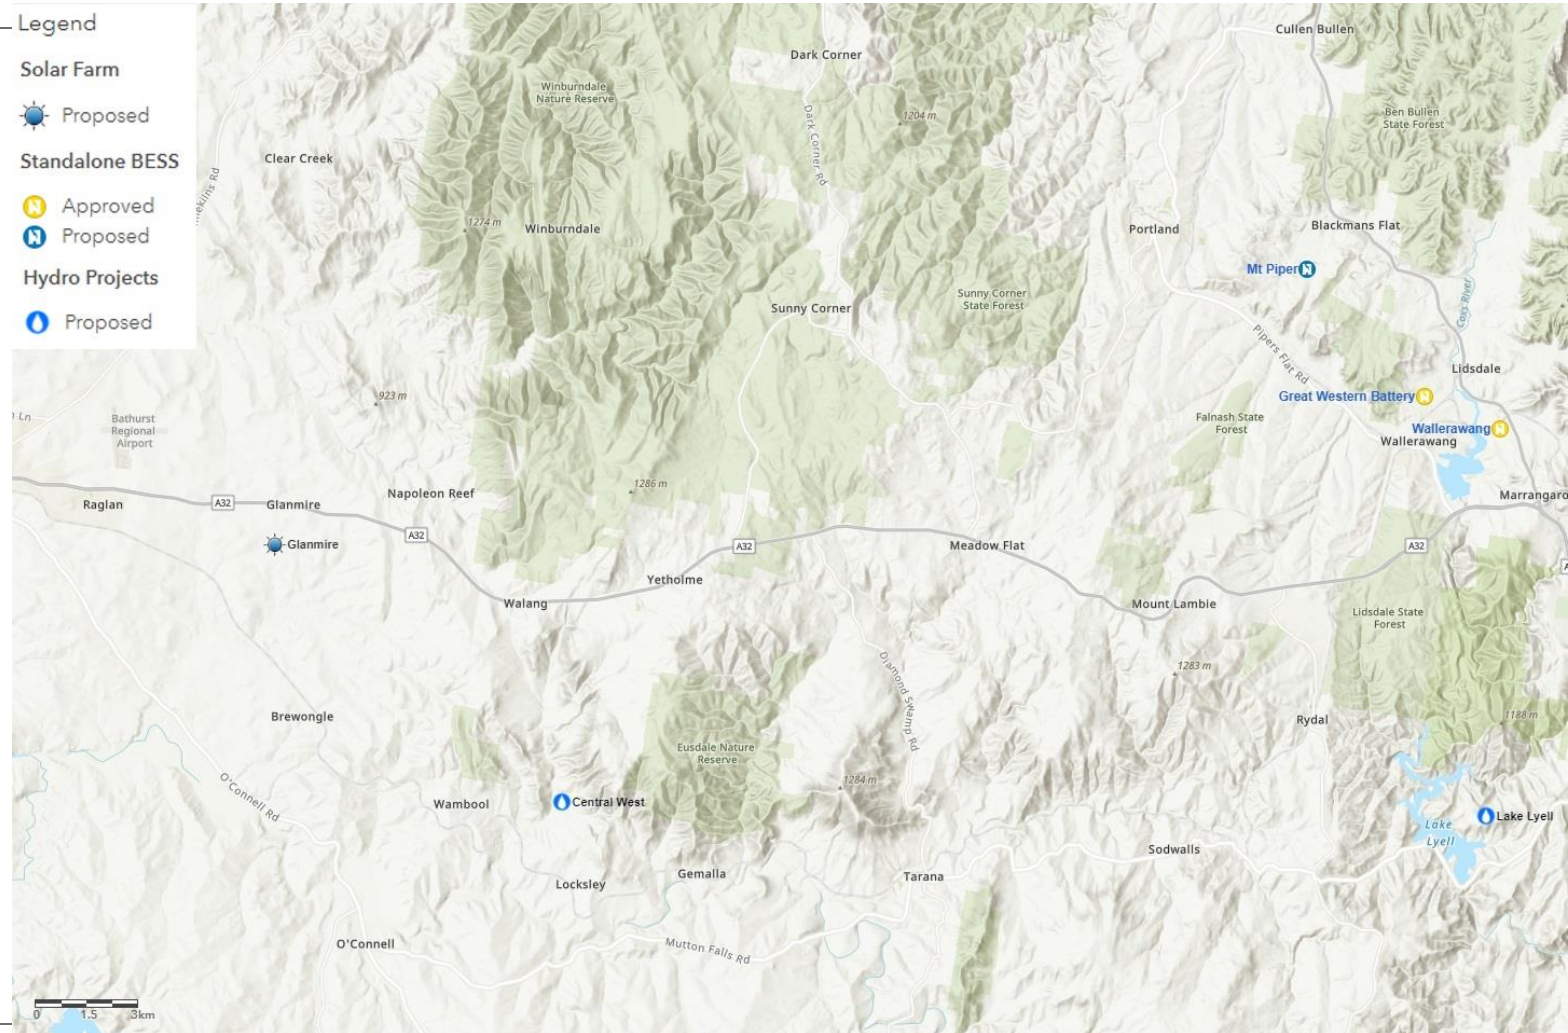 Legend
Solar Farm
Proposed
Standalone BESS
Approved
Proposed
Hydro Projects
Proposed
Cullen Bullen
Dark Corner
Winburndale
Nature Reserve
Ben Bullen
State Forest
1204 m
Dark Corner Rd
Clear Creek
1274 m
Winburndale
Portland
Blackmans Flat
Mt Piper
Sunny Corner
State Forest
Sunny Corner
Pipers Flat Rd
Lidsdale
923 m
Great Western Battery
Bathurst
Regional
Airport
Falnash State
Forest
Wallerawang
Wallerawang
1286 m
Napoleon Reef
Marrangaro
Raglan
A32
Glanmire
A32
Glanmire
A32
Meadow Flat
A32
Yetholme
Walang
Mount Lambie
Lidsdale State
Forest
Diamond Swamp Rd
1283 m
Brewongle
Rydal
1188 m
Eusdale Nature
Reserve
1284 m
O'Connell Rd
Wambool
Central West
Lake Lyell
Lake
Lyell
Sodwalls
Gemalla
Tarana
Locksley
O'Connell
Mutton Falls Rd
0 1.5 3km